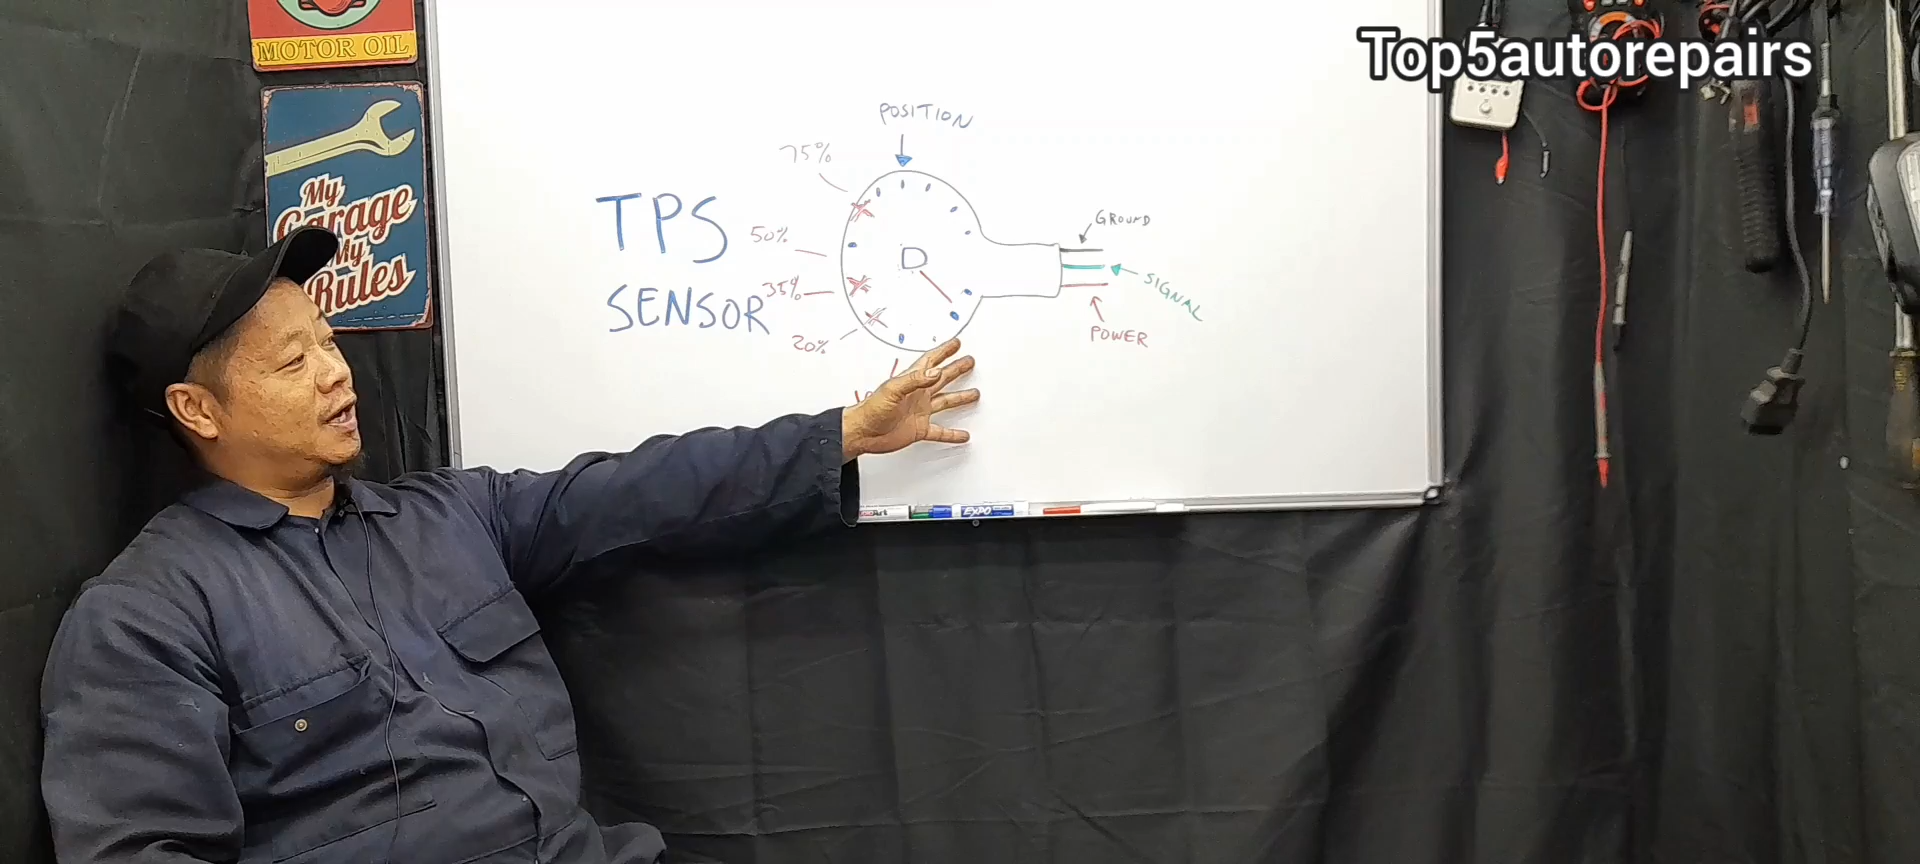 Top5autorepairs
MOTOR OIL
My
Garage
My
Rules
POSITION
75%
TPS
50%
GROUND
D
SIGNAL
SENSOR
35%
20%
POWER
EXPO